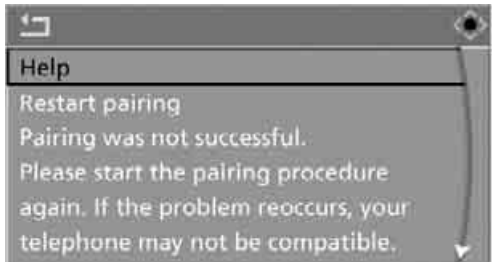 Help
Restart pairing
Pairing was not successful.
Please start the pairing procedure
again. If the problem reoccurs, your
telephone may not be compatible.